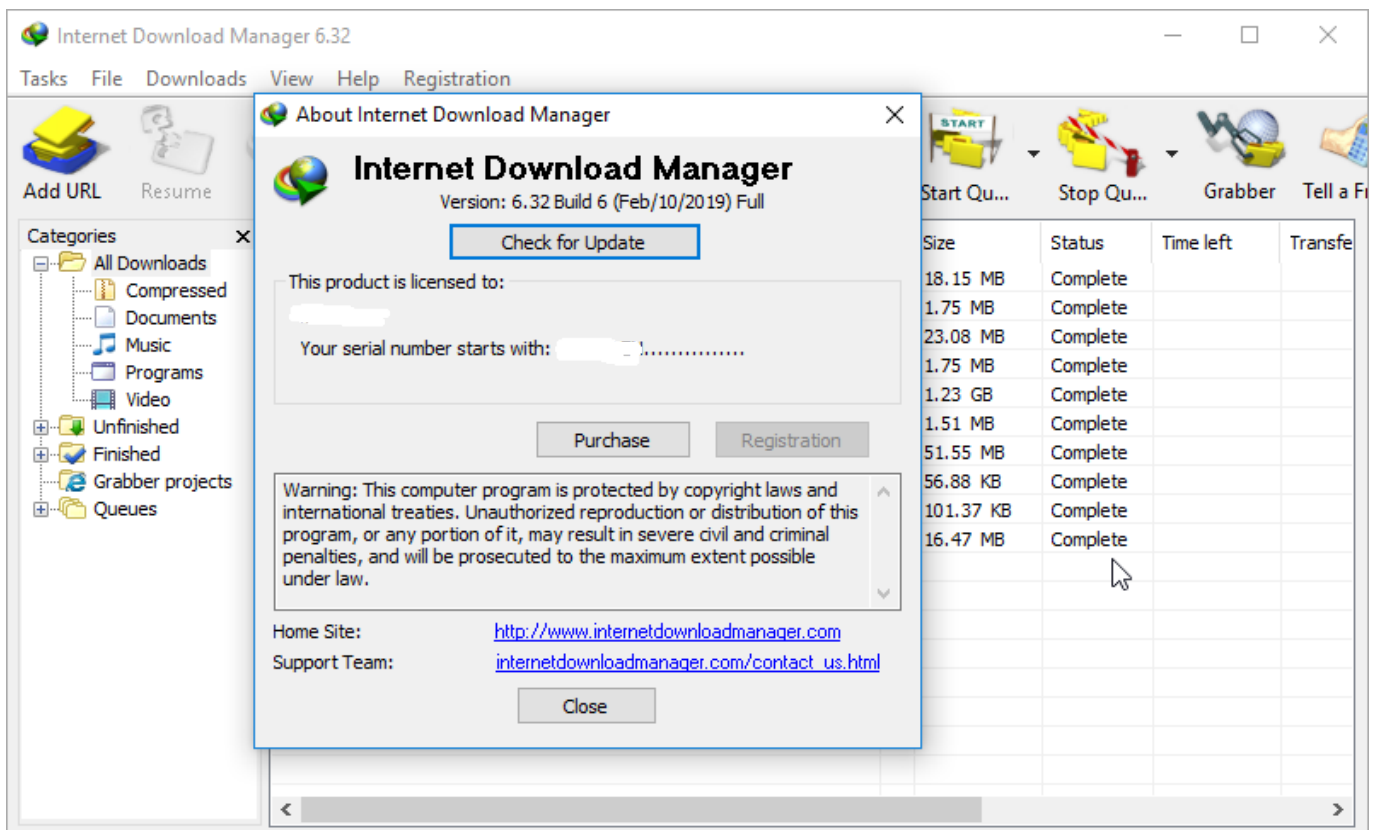 Internet Download Manager 6.32
Tasks File Downloads View Help Registration
Add URL
Resume
START
Start Qu...
Stop Qu...
Grabber
Tell a Fr
Categories
All Downloads
Compressed
Documents
Music
Programs
Video
Unfinished
Finished
Grabber projects
Queues
About Internet Download Manager
Internet Download Manager
Version: 6.32 Build 6 (Feb/10/2019) Full
Check for Update
This product is licensed to:
Your serial number starts with: ...............
Purchase
Registration
Warning: This computer program is protected by copyright laws and
international treaties. Unauthorized reproduction or distribution of this
program, or any portion of it, may result in severe civil and criminal
penalties, and will be prosecuted to the maximum extent possible
under law.
Home Site: http://www.internetdownloadmanager.com
Support Team: internetdownloadmanager.com/contact_us.html
Close
Size Status Time left Transfe
18.15 MB Complete
1.75 MB Complete
23.08 MB Complete
1.75 MB Complete
1.23 GB Complete
1.51 MB Complete
51.55 MB Complete
56.88 KB Complete
101.37 KB Complete
16.47 MB Complete